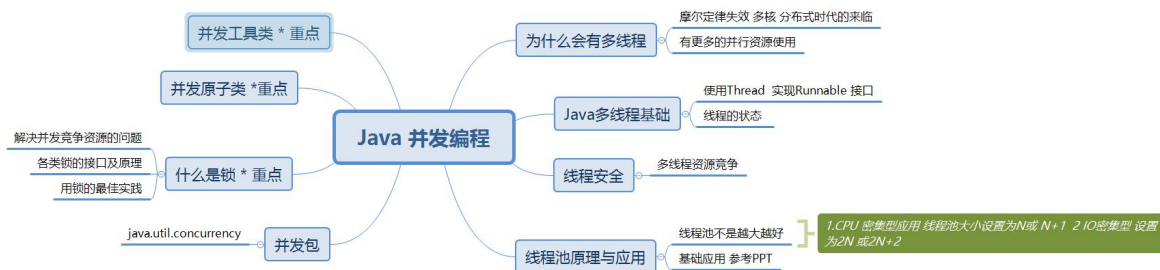 并发工具类 * 重点
并发原子类 *重点
解决并发竞争资源的问题
各类锁的接口及原理
用锁的最佳实践
什么是锁 * 重点
java.util.concurrency
并发包
Java 并发编程
为什么会有多线程
摩尔定律失效 多核 分布式时代的来临
有更多的并行资源使用
Java多线程基础
使用Thread 实现Runnable 接口
线程的状态
线程安全
多线程资源竞争
线程池原理与应用
线程池不是越大越好
基础应用 参考PPT
1.CPU 密集型应用 线程池大小设置为N或 N+1 2 IO密集型 设置
为2N 或2N+2